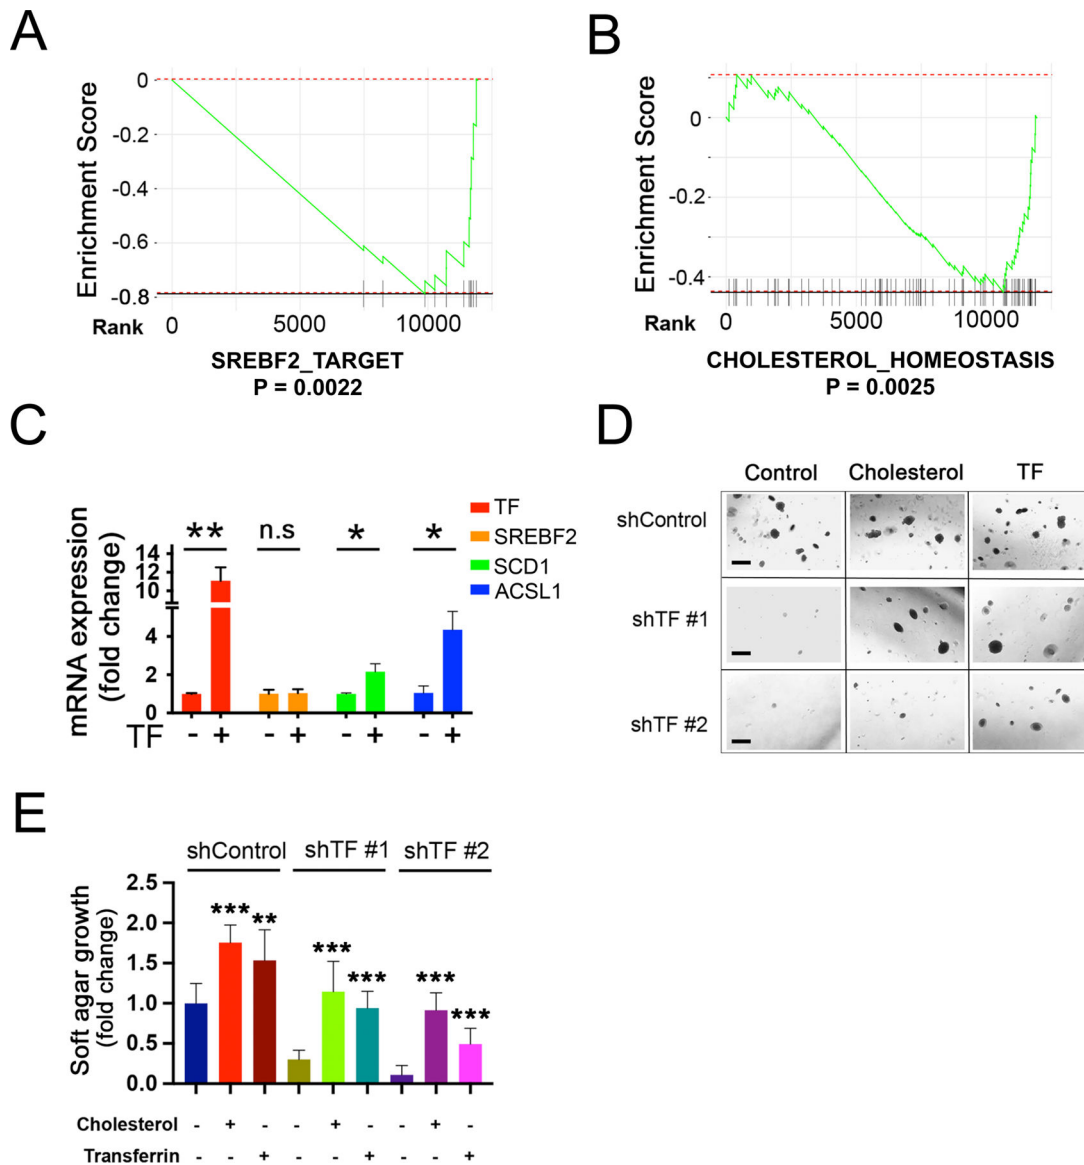 A
Enrichment Score
0
-0.2
-0.4
-0.6
-0.8
Rank
0
5000
10000
SREBF2_TARGET
P = 0.0022
B
Enrichment Score
0
-0.2
-0.4
Rank
0
5000
10000
CHOLESTEROL_HOMEOSTASIS
P = 0.0025
C
mRNA expression
(fold change)
14
12
10
4
2
0
** n.s * *
TF
SREBF2
SCD1
ACSL1
TF - + - + - + - +
D
Control Cholesterol TF
shControl
shTF #1
shTF #2
E
shControl shTF #1 shTF #2
Soft agar growth
(fold change)
2.5
2.0
1.5
1.0
0.5
0.0
*** ** *** *** *** ***
Cholesterol - + - - + - - + -
Transferrin - - + - - + - - +